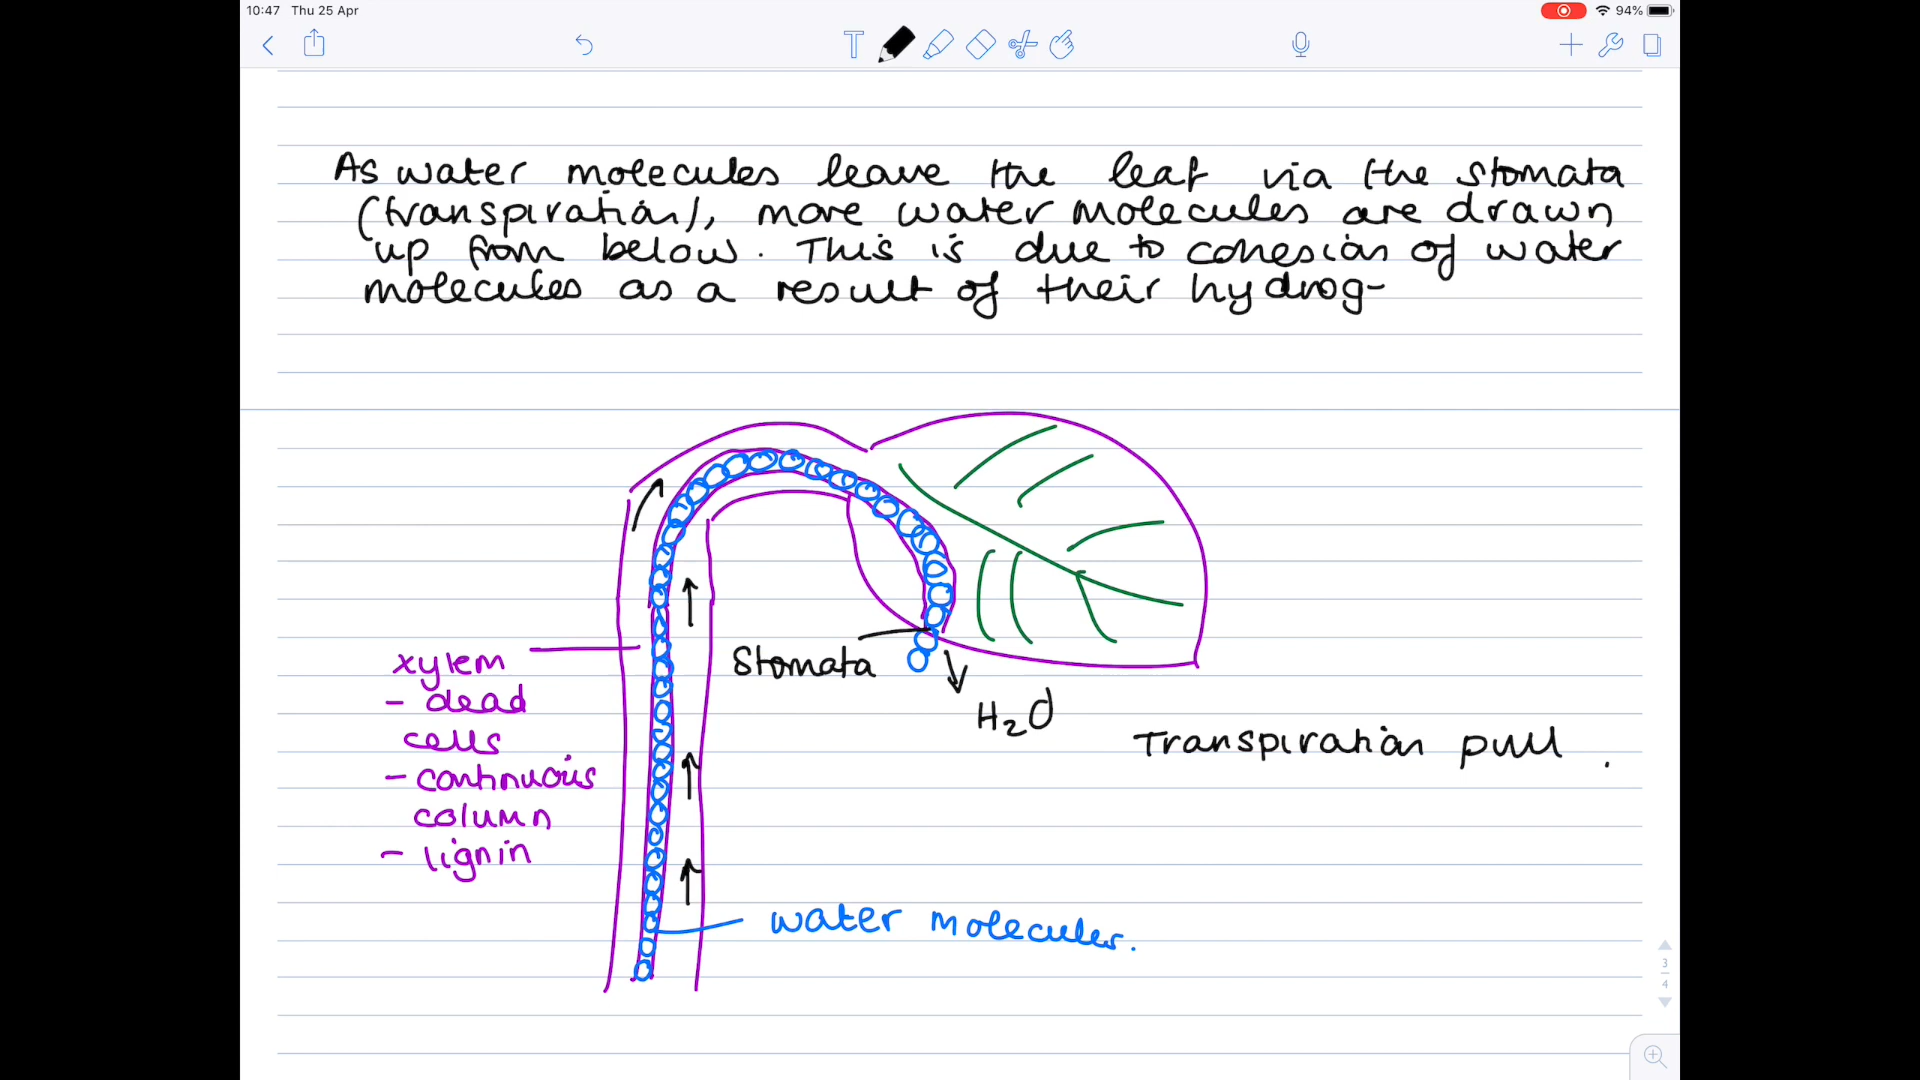 10:47 Thu 25 Apr
94%
T
As water molecules leave the leaf via the stomata
(transpiration), more water molecules are drawn
up from below. This is due to cohesion of water
molecules as a result of their hydrog-
xylem
- dead
cells
- continuous
column
- lignin
Stomata
H₂O
Transpiration pull.
water molecules.
3
4